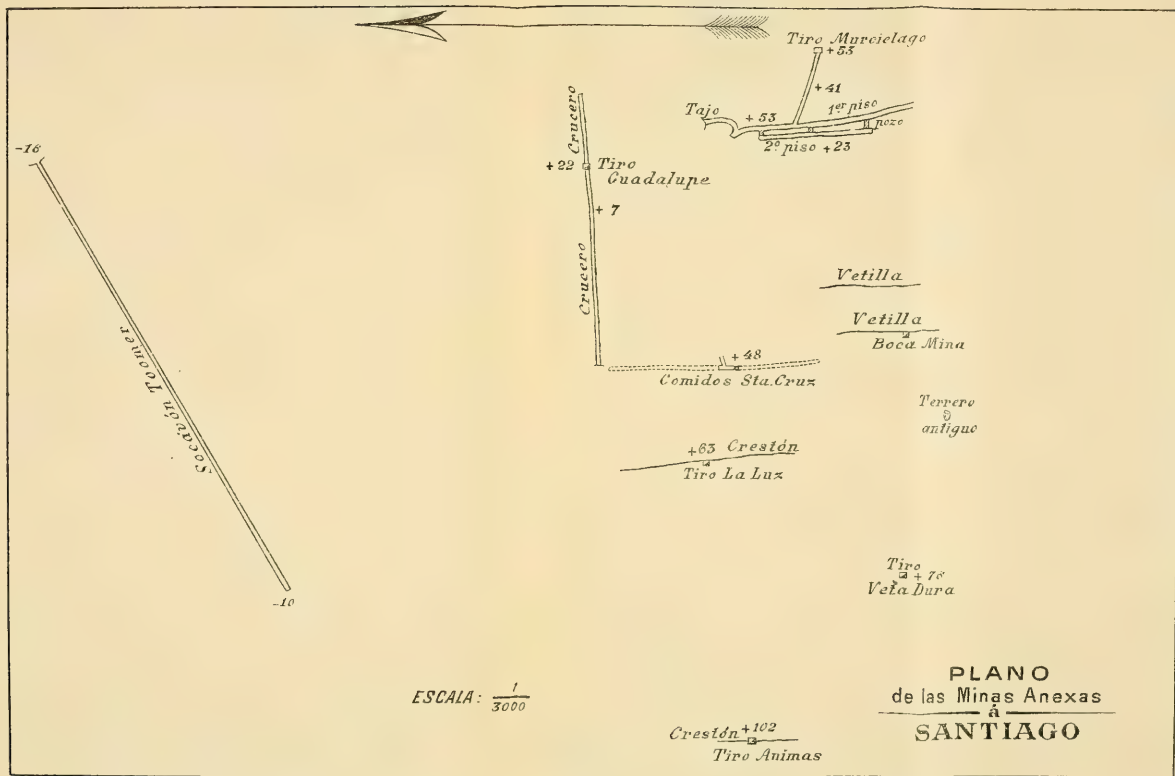 Tiro Murcielago
+53
+41
1er piso
Tajo
+53
pozo
2º piso +23
Crucero
+22
Tiro
Guadalupe
+7
Crucero
-16
Socavón Toomer
-10
Vetilla
Vetilla
Boca Mina
+48
Comidos Sta. Cruz
Terrero
antiguo
+63 Crestón
Tiro La Luz
Tiro
Veta Dura
ESCALA: 1/3000
Crestón +102
Tiro Animas
PLANO
de las Minas Anexas
á
SANTIAGO